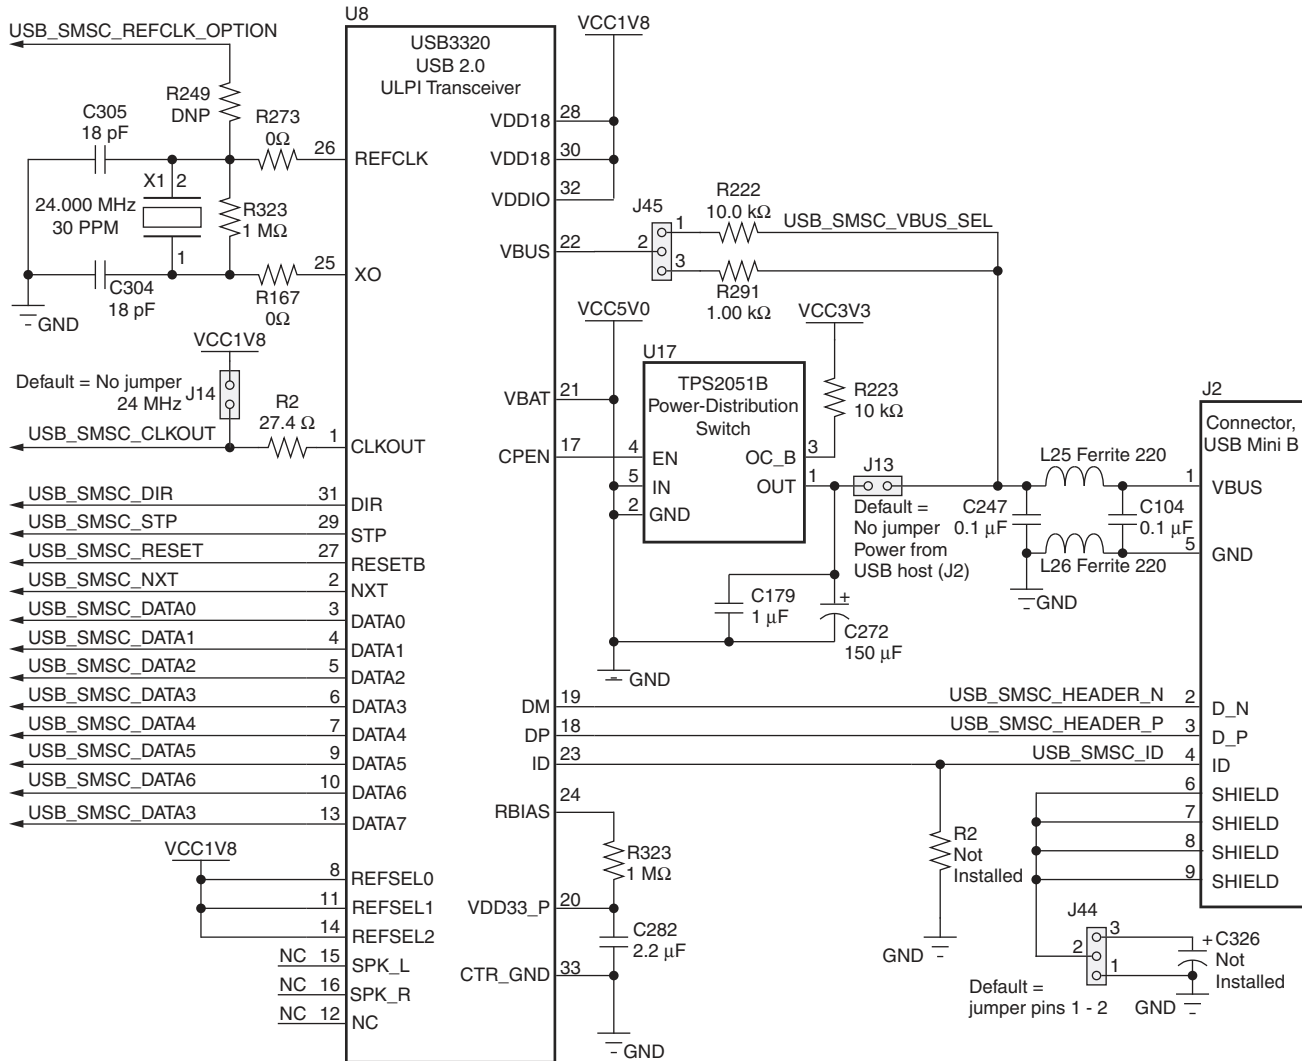 USB_SMSC_REFCLK_OPTION
U8
VCC1V8
USB3320
USB 2.0
ULPI Transceiver
R249
DNP
C305
18 pF
R273
0Ω
26
REFCLK
X1
2
24.000 MHz
30 PPM
R323
1 MΩ
1
25
XO
C304
18 pF
R167
0Ω
GND
VDD18
28
VDD18
30
VDDIO
32
VBUS
22
J45
1
2
3
R222
10.0 kΩ
USB_SMSC_VBUS_SEL
R291
1.00 kΩ
VCC1V8
Default = No jumper
24 MHz
J14
R2
27.4 Ω
USB_SMSC_CLKOUT
1
CLKOUT
VCC5V0
VCC3V3
U17
TPS2051B
Power-Distribution
Switch
R223
10 kΩ
VBAT
21
CPEN
17
4
EN
5
IN
2
GND
3
OC_B
1
OUT
J13
Default =
No jumper
Power from
USB host (J2)
C247
0.1 µF
L25 Ferrite 220
L26 Ferrite 220
C104
0.1 µF
GND
J2
Connector,
USB Mini B
1
VBUS
5
GND
C179
1 µF
+
C272
150 µF
GND
USB_SMSC_DIR
31
DIR
USB_SMSC_STP
29
STP
USB_SMSC_RESET
27
RESETB
USB_SMSC_NXT
2
NXT
USB_SMSC_DATA0
3
DATA0
USB_SMSC_DATA1
4
DATA1
USB_SMSC_DATA2
5
DATA2
USB_SMSC_DATA3
6
DATA3
USB_SMSC_DATA4
7
DATA4
USB_SMSC_DATA5
9
DATA5
USB_SMSC_DATA6
10
DATA6
USB_SMSC_DATA3
13
DATA7
DM
19
USB_SMSC_HEADER_N
2
D_N
DP
18
USB_SMSC_HEADER_P
3
D_P
ID
23
USB_SMSC_ID
4
ID
6
SHIELD
7
SHIELD
8
SHIELD
9
SHIELD
RBIAS
24
R323
1 MΩ
R2
Not
Installed
GND
VCC1V8
8
REFSEL0
11
REFSEL1
14
REFSEL2
NC
15
SPK_L
NC
16
SPK_R
NC
12
NC
VDD33_P
20
C282
2.2 µF
CTR_GND
33
GND
J44
3
2
1
Default =
jumper pins 1 - 2
+
C326
Not
Installed
GND